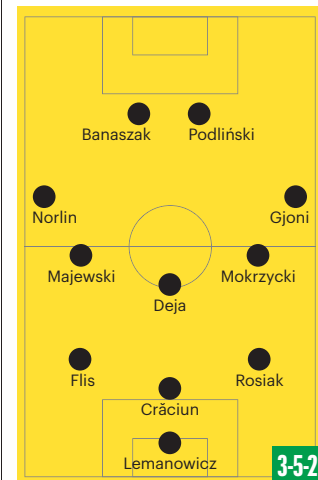 Banaszak Podliński
Norlin Gjoni
Majewski Mokrzycki
Deja
Flis Rosiak
Crăciun
Lemanowicz
3-5-2